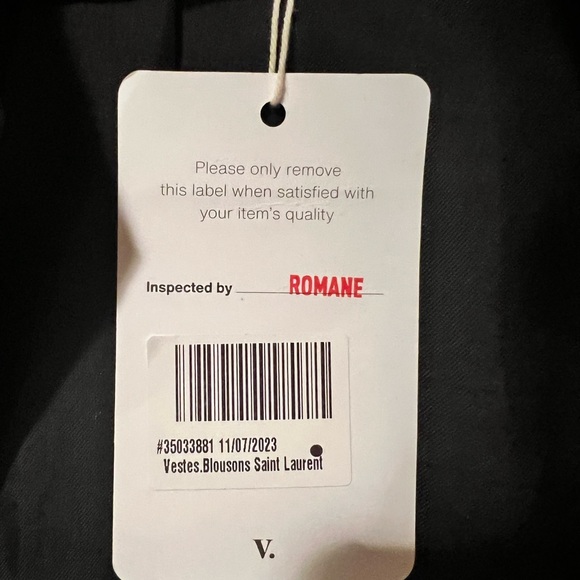 Please only remove
this label when satisfied with
your item's quality
Inspected by ROMANE
#35033881 11/07/2023
Vestes.Blousons Saint Laurent
V.